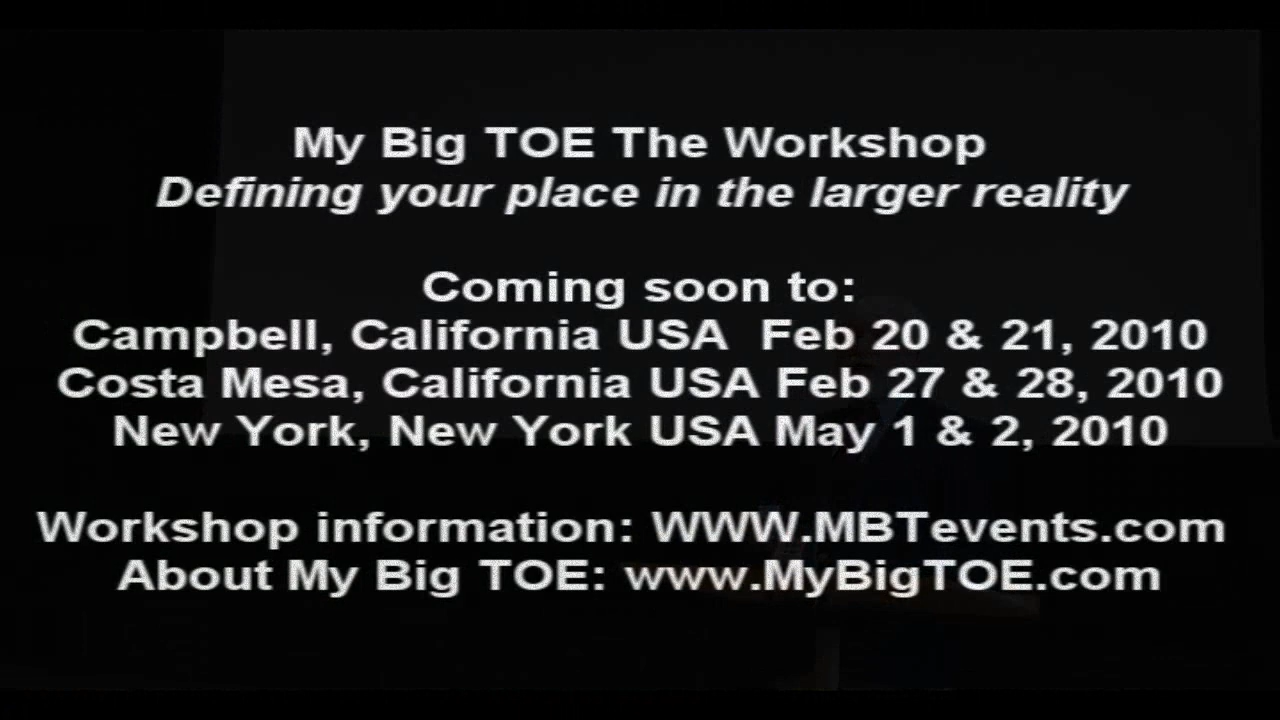 My Big TOE The Workshop
Defining your place in the larger reality
Coming soon to:
Campbell, California USA  Feb 20 & 21, 2010
Costa Mesa, California USA Feb 27 & 28, 2010
New York, New York USA May 1 & 2, 2010
Workshop information: WWW.MBTevents.com
About My Big TOE: www.MyBigTOE.com